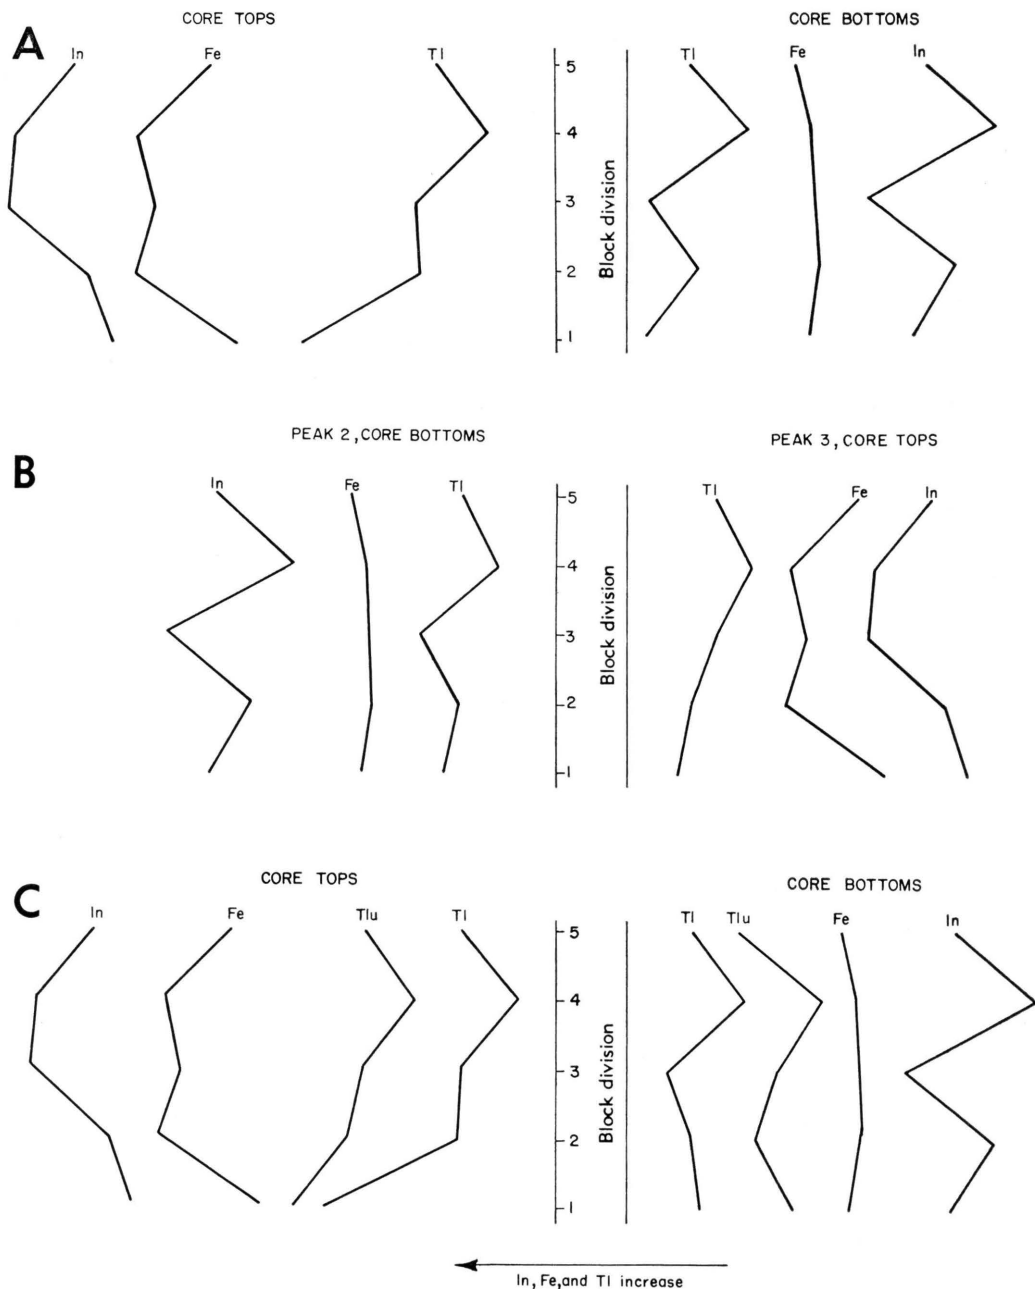 A
CORE TOPS
CORE BOTTOMS
In
Fe
Tl
Tl
Fe
In
5
4
3
2
1
Block division
B
PEAK 2, CORE BOTTOMS
PEAK 3, CORE TOPS
In
Fe
Tl
Tl
Fe
In
5
4
3
2
1
Block division
C
CORE TOPS
CORE BOTTOMS
In
Fe
Tlu
Tl
Tl
Tlu
Fe
In
5
4
3
2
1
Block division
In, Fe, and Tl increase